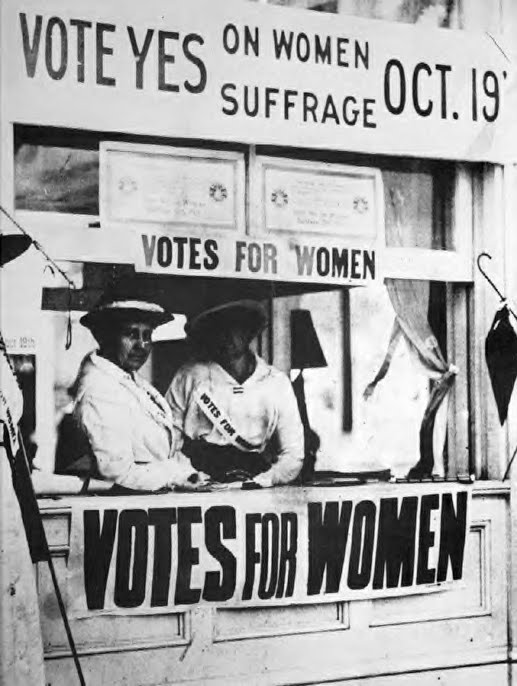 VOTE YES ON WOMEN
SUFFRAGE OCT. 19
VOTES FOR WOMEN
VOTES FOR
VOTES FOR WOMEN